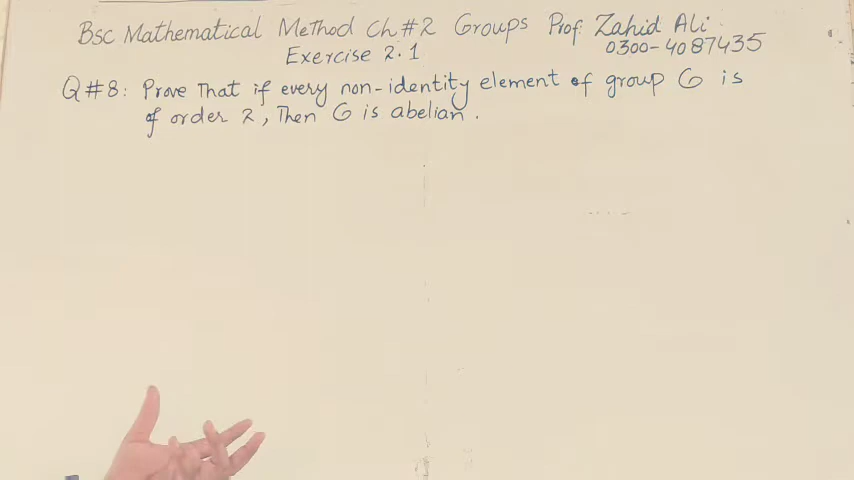 Bsc Mathematical Method Ch#2 Groups Prof Zahid Ali
Exercise 2.1 0300-4087435
Q#8: Prove That if every non-identity element of group G is
of order 2, Then G is abelian.